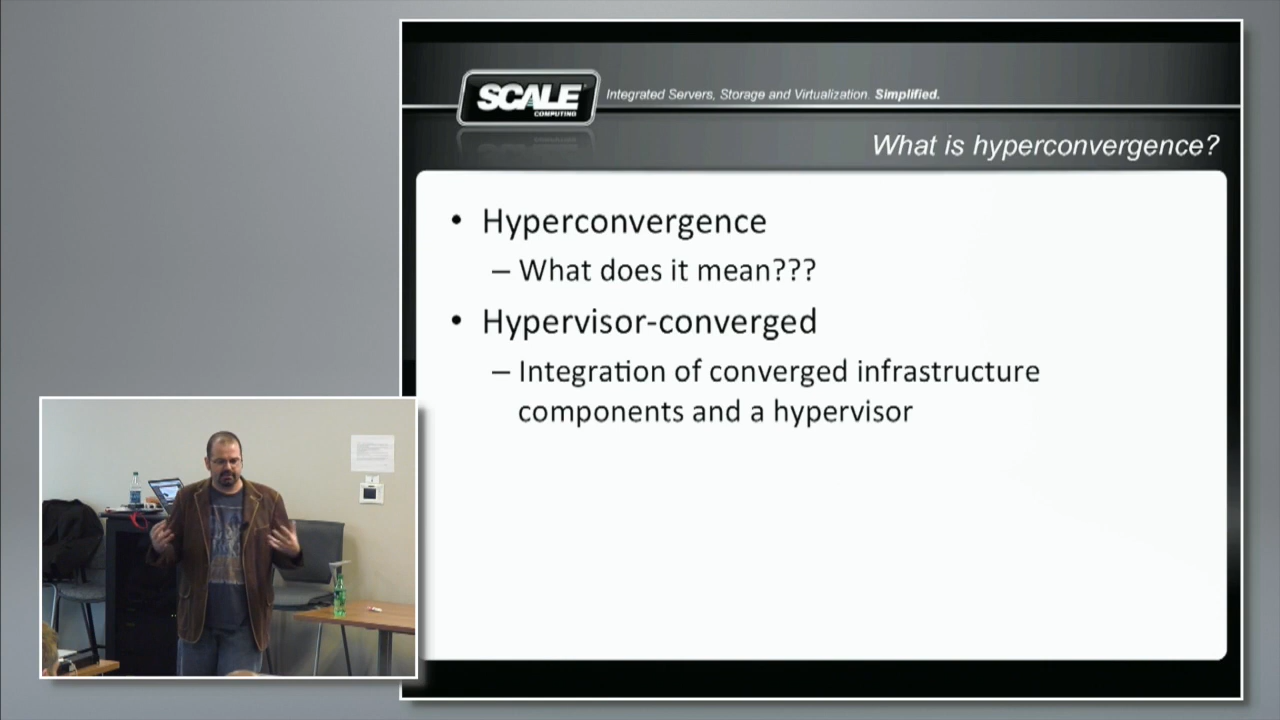 SCALE
COMPUTING
Integrated Servers, Storage and Virtualization. Simplified.
What is hyperconvergence?
• Hyperconvergence
– What does it mean???
• Hypervisor-converged
– Integration of converged infrastructure
components and a hypervisor